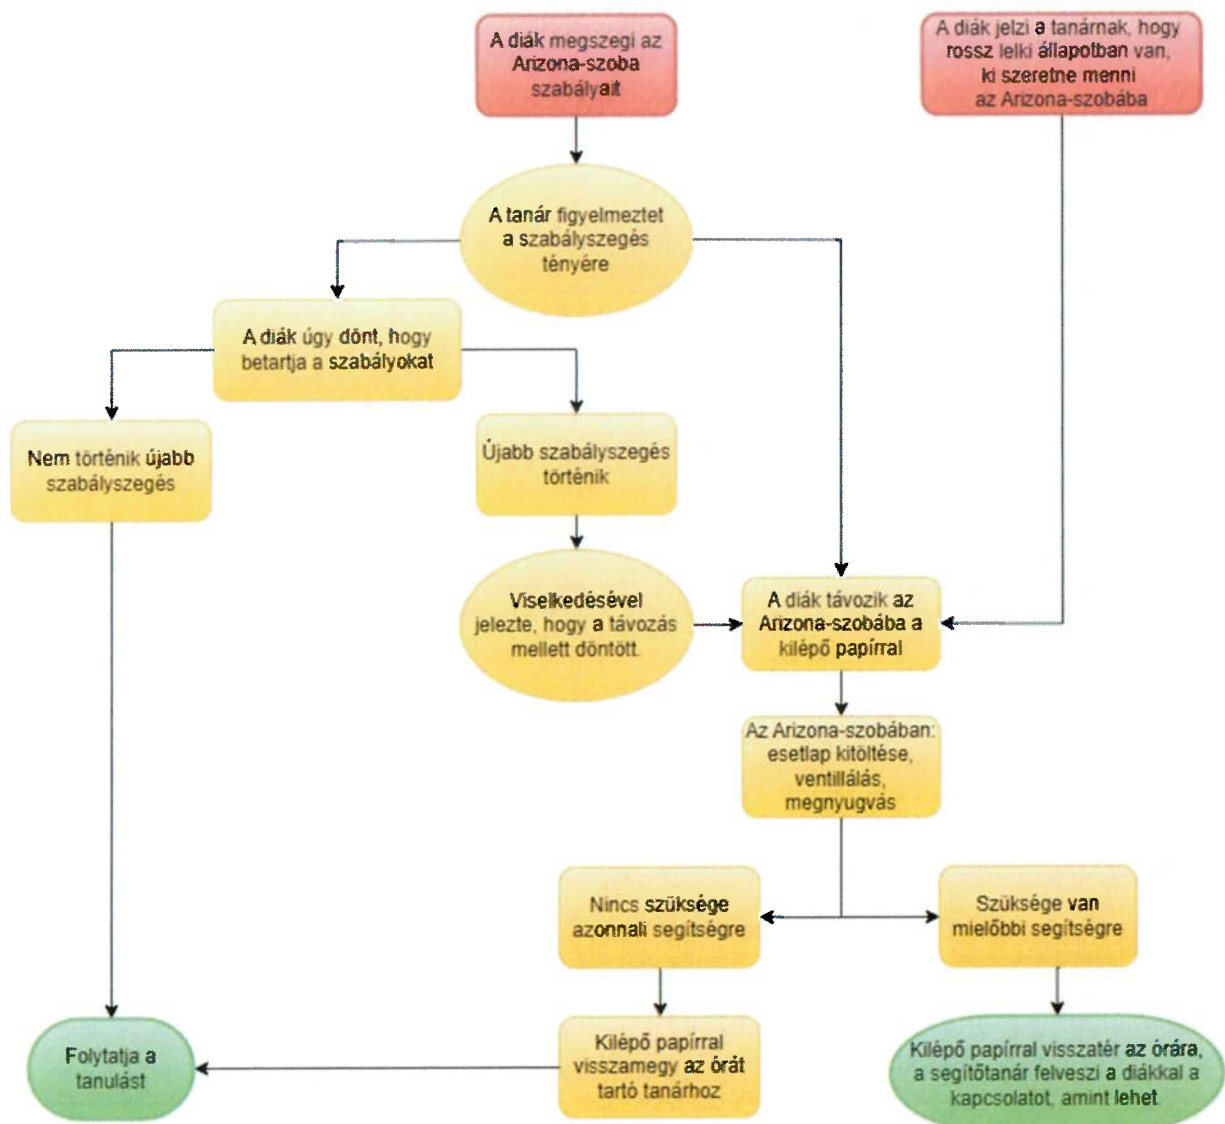 A diák megszegi az
Arizona-szoba
szabályait
A diák jelzi a tanárnak, hogy
rossz lelki állapotban van,
ki szeretne menni
az Arizona-szobába
A tanár figyelmeztet
a szabályszegés
tényére
A diák úgy dönt, hogy
betartja a szabályokat
Nem történik újabb
szabályszegés
Újabb szabályszegés
történik
Viselkedésével
jelezte, hogy a távozás
mellett döntött.
A diák távozik az
Arizona-szobába a
kilépő papírral
Az Arizona-szobában:
esetlap kitöltése,
ventillálás,
megnyugvás
Nincs szüksége
azonnali segítségre
Szüksége van
mielőbbi segítségre
Folytatja a
tanulást
Kilépő papírral
visszamegy az órát
tartó tanárhoz
Kilépő papírral visszatér az órára,
a segítőtanár felveszi a diákkal a
kapcsolatot, amint lehet